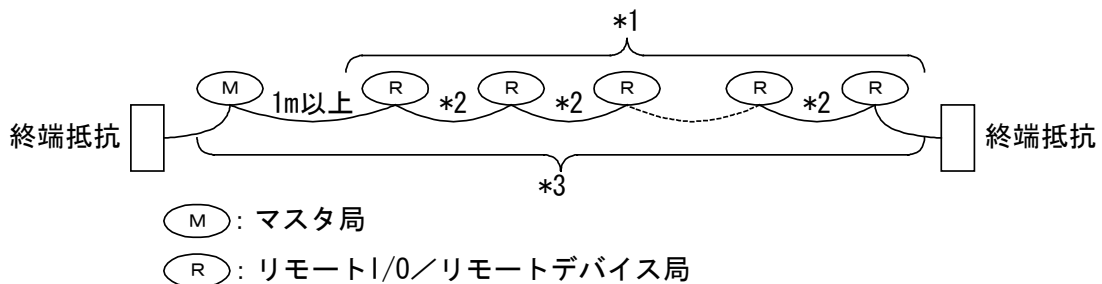 *1
M R R R R R
1m以上 *2 *2 *2
終端抵抗 終端抵抗
*3
M : マスタ局
R : リモートI/O／リモートデバイス局